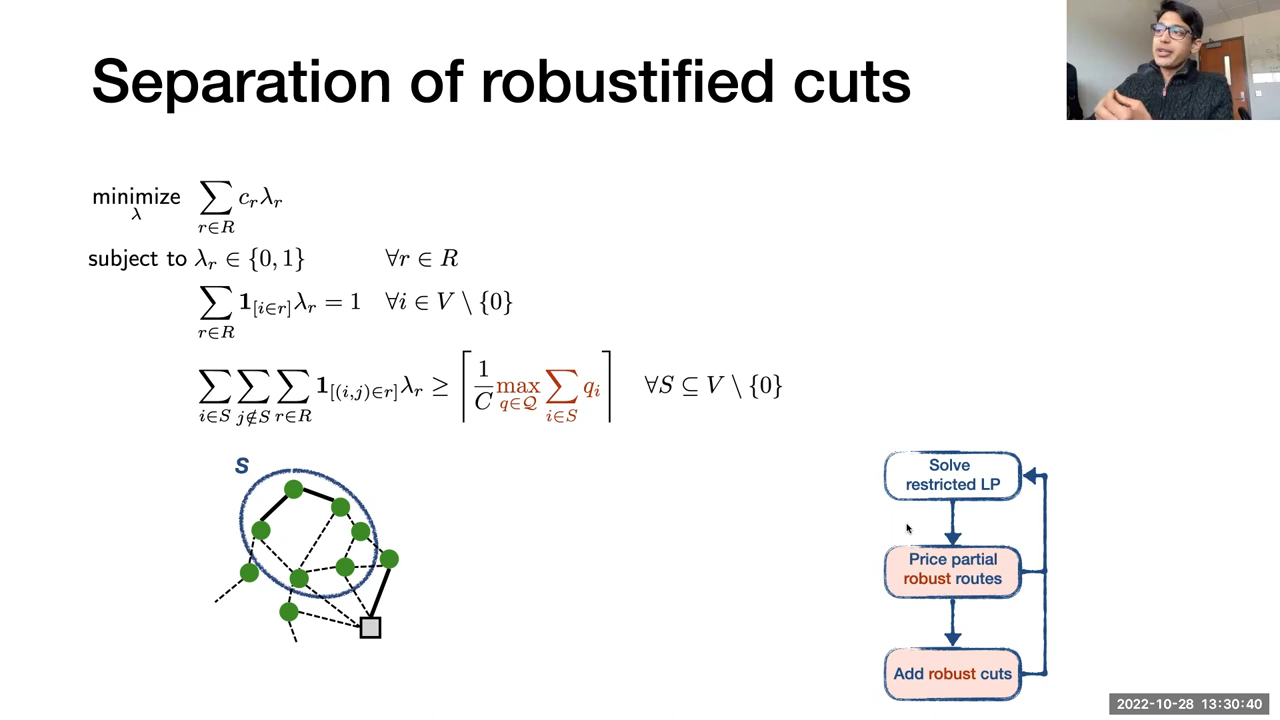 Separation of robustified cuts
minimize ∑ c_r λ_r
λ r∈R
subject to λ_r ∈ {0, 1} ∀r ∈ R
∑ 1_[i∈r] λ_r = 1 ∀i ∈ V \ {0}
r∈R
∑ ∑ ∑ 1_[(i,j)∈r] λ_r ≥ ⌈ 1/C max ∑ q_i ⌉ ∀S ⊆ V \ {0}
i∈S j∉S r∈R q∈𝒬 i∈S
S
Solve
restricted LP
Price partial
robust routes
Add robust cuts
2022-10-28 13:30:40